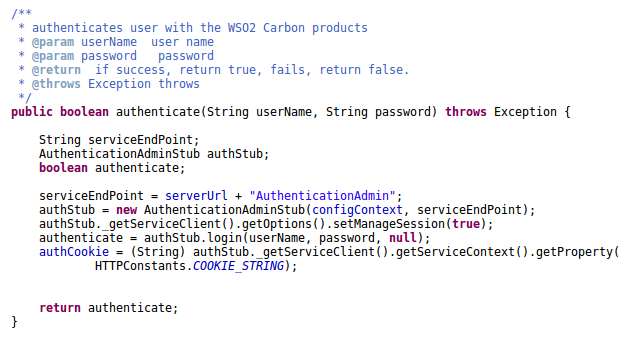 /**
 * authenticates user with the WSO2 Carbon products
 * @param userName  user name
 * @param password   password
 * @return  if success, return true, fails, return false.
 * @throws Exception throws
 */
public boolean authenticate(String userName, String password) throws Exception {

    String serviceEndPoint;
    AuthenticationAdminStub authStub;
    boolean authenticate;

    serviceEndPoint = serverUrl + "AuthenticationAdmin";
    authStub = new AuthenticationAdminStub(configContext, serviceEndPoint);
    authStub._getServiceClient().getOptions().setManageSession(true);
    authenticate = authStub.login(userName, password, null);
    authCookie = (String) authStub._getServiceClient().getServiceContext().getProperty(
            HTTPConstants.COOKIE_STRING);


    return authenticate;
}